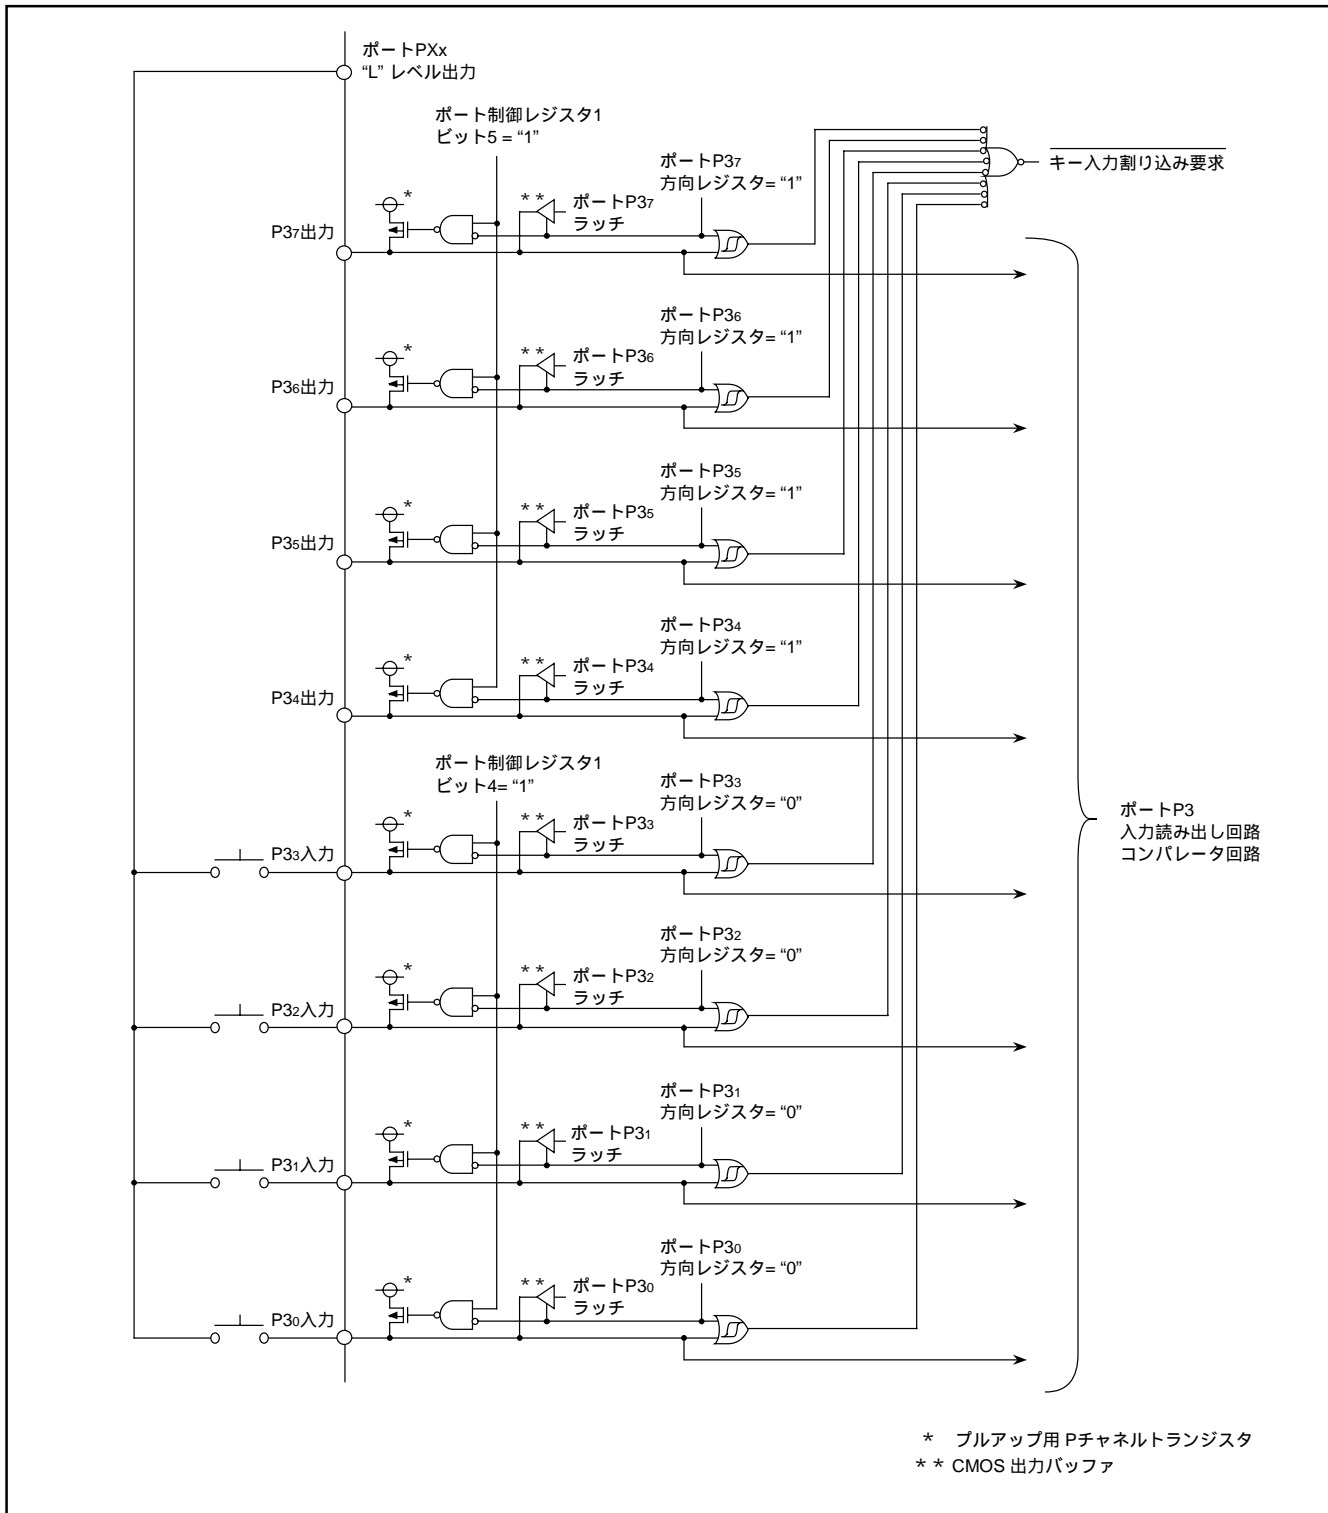 ポートPXx
“L” レベル出力
ポート制御レジスタ1
ビット5 = “1”
キー入力割り込み要求
ポートP37
方向レジスタ= “1”
*
* *
ポートP37
ラッチ
P37出力
ポートP36
方向レジスタ= “1”
*
* *
ポートP36
ラッチ
P36出力
ポートP35
方向レジスタ= “1”
*
* *
ポートP35
ラッチ
P35出力
ポートP34
方向レジスタ= “1”
*
* *
ポートP34
ラッチ
P34出力
ポート制御レジスタ1
ビット4= “1”
ポートP33
方向レジスタ= “0”
*
* *
ポートP33
ラッチ
P33入力
ポートP3
入力読み出し回路
コンパレータ回路
ポートP32
方向レジスタ= “0”
*
* *
ポートP32
ラッチ
P32入力
ポートP31
方向レジスタ= “0”
*
* *
ポートP31
ラッチ
P31入力
ポートP30
方向レジスタ= “0”
*
* *
ポートP30
ラッチ
P30入力
* プルアップ用 Pチャネルトランジスタ
* * CMOS 出力バッファ